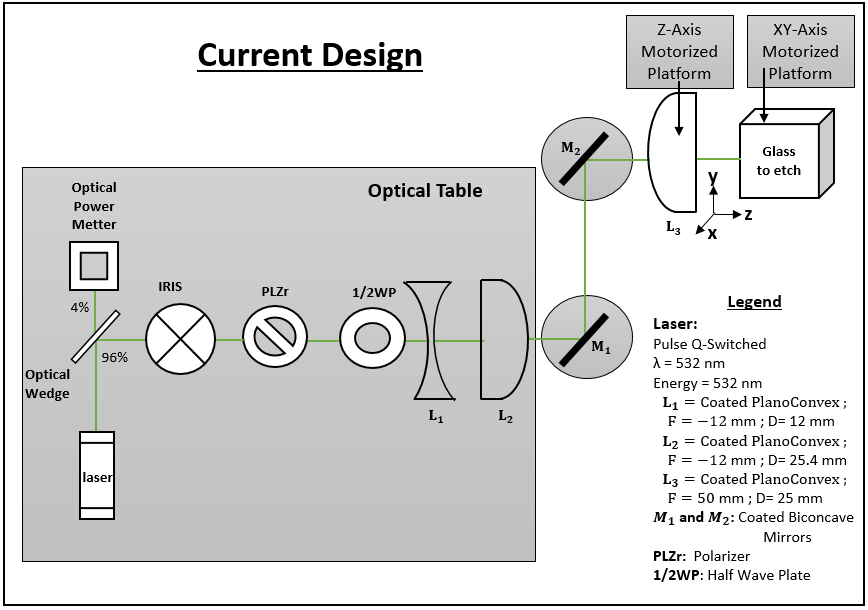 Current Design
Z-Axis
Motorized
Platform
XY-Axis
Motorized
Platform
M₂
Glass
to etch
L₃
y
z
x
Optical Table
Optical
Power
Metter
4%
96%
Optical
Wedge
laser
IRIS
PLZr
1/2WP
L₁
L₂
M₁
Legend
Laser:
Pulse Q-Switched
λ = 532 nm
Energy = 532 nm
L₁ = Coated PlanoConvex ;
F = −12 mm ; D= 12 mm
L₂ = Coated PlanoConvex ;
F = −12 mm ; D= 25.4 mm
L₃ = Coated PlanoConvex ;
F = 50 mm ; D= 25 mm
M₁ and M₂: Coated Biconcave
Mirrors
PLZr: Polarizer
1/2WP: Half Wave Plate